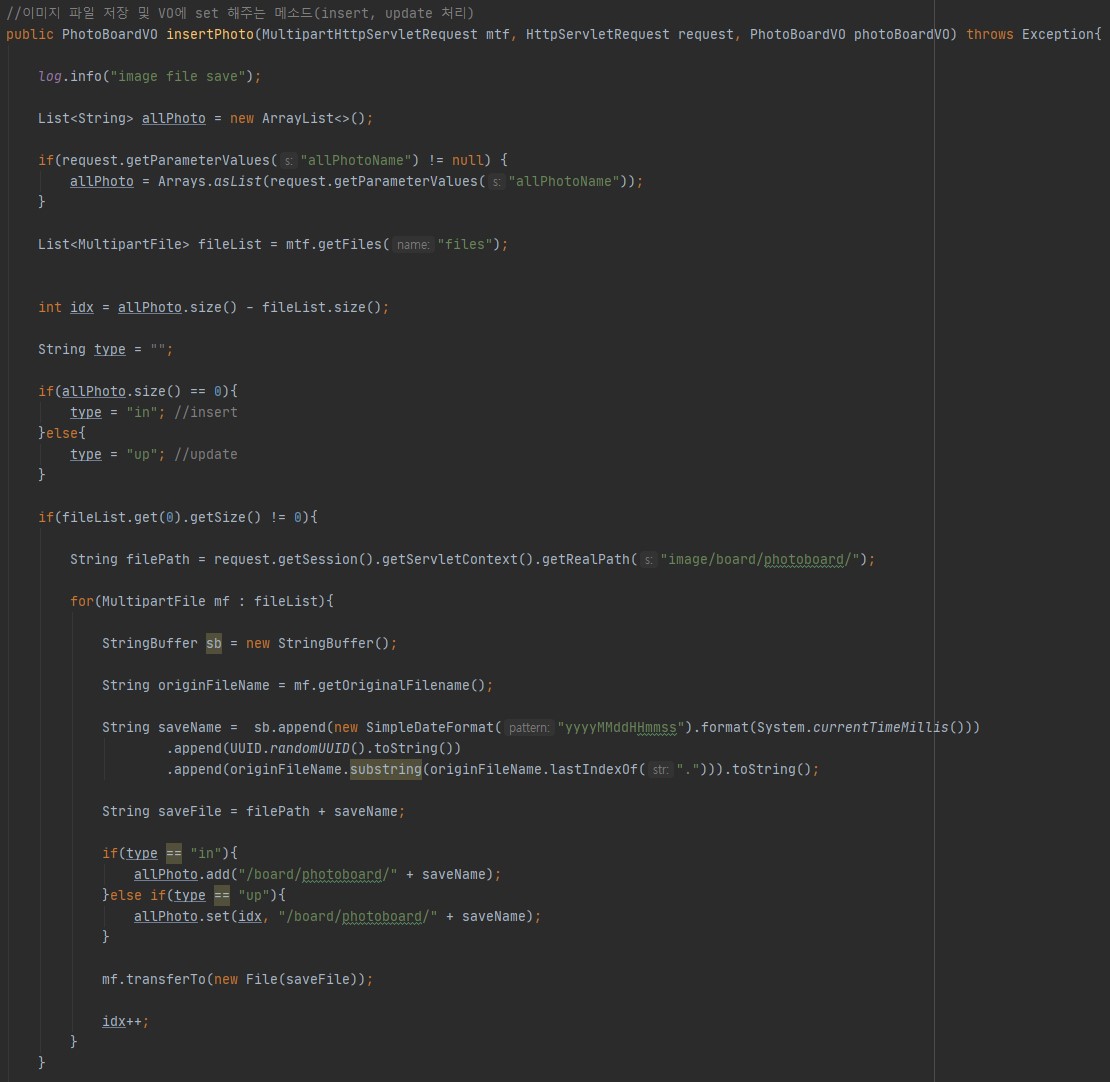 //이미지 파일 저장 및 VO에 set 해주는 메소드(insert, update 처리)
public PhotoBoardVO insertPhoto(MultipartHttpServletRequest mtf, HttpServletRequest request, PhotoBoardVO photoBoardVO) throws Exception{
log.info("image file save");
List<String> allPhoto = new ArrayList<>();
if(request.getParameterValues( s: "allPhotoName") != null) {
allPhoto = Arrays.asList(request.getParameterValues( s: "allPhotoName"));
}
List<MultipartFile> fileList = mtf.getFiles( name: "files");
int idx = allPhoto.size() - fileList.size();
String type = "";
if(allPhoto.size() == 0){
type = "in"; //insert
}else{
type = "up"; //update
}
if(fileList.get(0).getSize() != 0){
String filePath = request.getSession().getServletContext().getRealPath( s: "image/board/photoboard/");
for(MultipartFile mf : fileList){
StringBuffer sb = new StringBuffer();
String originFileName = mf.getOriginalFilename();
String saveName =  sb.append(new SimpleDateFormat( pattern: "yyyyMMddHHmmss").format(System.currentTimeMillis()))
.append(UUID.randomUUID().toString())
.append(originFileName.substring(originFileName.lastIndexOf( str: "."))).toString();
String saveFile = filePath + saveName;
if(type == "in"){
allPhoto.add("/board/photoboard/" + saveName);
}else if(type == "up"){
allPhoto.set(idx, "/board/photoboard/" + saveName);
}
mf.transferTo(new File(saveFile));
idx++;
}
}